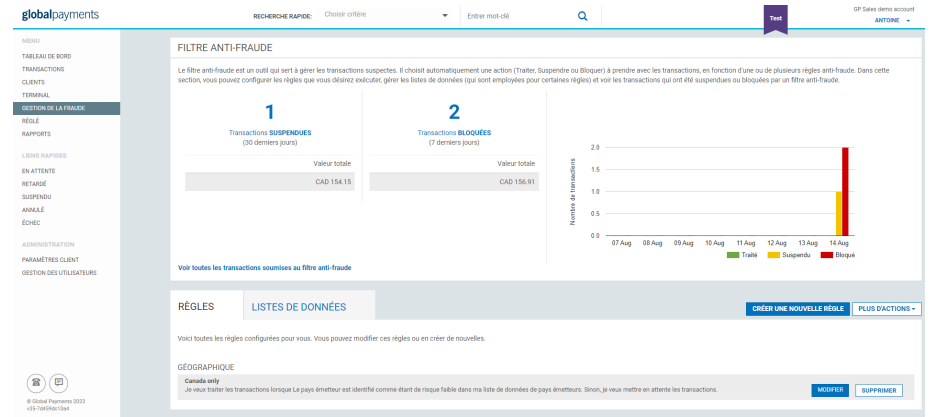 globalpayments
RECHERCHE RAPIDE:
Choisir critère
Entrer mot-clé
Test
GP Sales demo account
ANTOINE
MENU
TABLEAU DE BORD
TRANSACTIONS
CLIENTS
TERMINAL
GESTION DE LA FRAUDE
RÉGLÉ
RAPPORTS
LIENS RAPIDES
EN ATTENTE
RETARDÉ
SUSPENDU
ANNULÉ
ÉCHEC
ADMINISTRATION
PARAMÈTRES CLIENT
GESTION DES UTILISATEURS
© Global Payments 2023
v35-7d459dc10a4
FILTRE ANTI-FRAUDE
Le filtre anti-fraude est un outil qui sert à gérer les transactions suspectes. Il choisit automatiquement une action (Traiter, Suspendre ou Bloquer) à prendre avec les transactions, en fonction d'une ou de plusieurs règles anti-fraude. Dans cette
section, vous pouvez configurer les règles que vous désirez exécuter, gérer les listes de données (qui sont employées pour certaines règles) et voir les transactions qui ont été suspendues ou bloquées par un filtre anti-fraude.
1
Transactions SUSPENDUES
(30 derniers jours)
Valeur totale
CAD 154.15
2
Transactions BLOQUÉES
(7 derniers jours)
Valeur totale
CAD 156.91
Nombre de transactions
2.0
1.5
1.0
0.5
0.0
07 Aug 08 Aug 09 Aug 10 Aug 11 Aug 12 Aug 13 Aug 14 Aug
Traité Suspendu Bloqué
Voir toutes les transactions soumises au filtre anti-fraude
RÈGLES
LISTES DE DONNÉES
CRÉER UNE NOUVELLE RÈGLE
PLUS D'ACTIONS
Voici toutes les règles configurées pour vous. Vous pouvez modifier ces règles ou en créer de nouvelles.
GÉOGRAPHIQUE
Canada only
Je veux traiter les transactions lorsque Le pays émetteur est identifié comme étant de risque faible dans ma liste de données de pays émetteurs. Sinon, je veux mettre en attente les transactions.
MODIFIER
SUPPRIMER